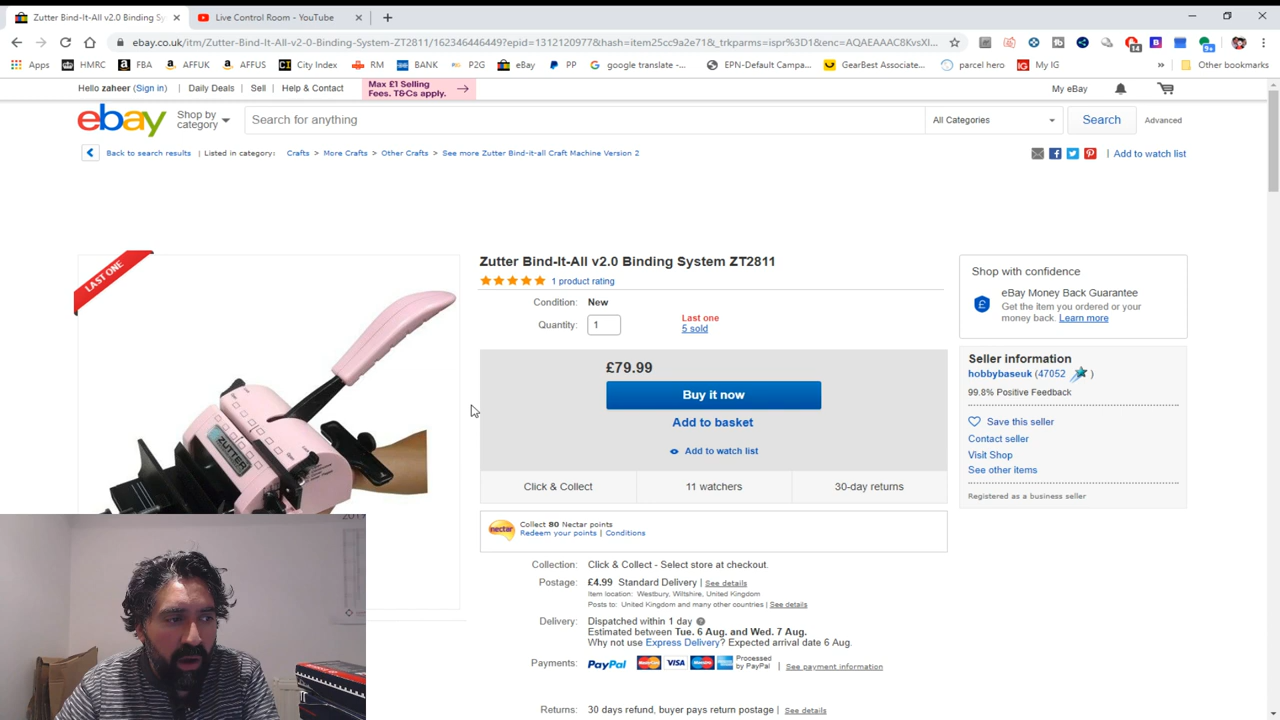 Zutter Bind-It-All v2.0 Binding Sy
Live Control Room - YouTube
ebay.co.uk/itm/Zutter-Bind-It-All-v2-0-Binding-System-ZT2811/162346446449?epid=1312120977&hash=item25cc9a2e71&_trkparms=ispr%3D1&enc=AQAEAAAC8KvsXl...
Apps
HMRC
FBA
AFFUK
AFFUS
City Index
RM
BANK
P2G
eBay
PP
google translate -...
EPN-Default Campa...
GearBest Associate...
parcel hero
My IG
»
Other bookmarks
Hello zaheer (Sign in)
Daily Deals
Sell
Help & Contact
Max £1 Selling
Fees. T&Cs apply.
My eBay
ebay
Shop by
category
Search for anything
All Categories
Search
Advanced
Back to search results | Listed in category: Crafts > More Crafts > Other Crafts > See more Zutter Bind-it-all Craft Machine Version 2
| Add to watch list
LAST ONE
ZUTTER
Zutter Bind-It-All v2.0 Binding System ZT2811
1 product rating
Condition: New
Quantity: 1
Last one
5 sold
£79.99
Buy it now
Add to basket
Add to watch list
Click & Collect
11 watchers
30-day returns
nectar
Collect 80 Nectar points
Redeem your points | Conditions
Collection: Click & Collect - Select store at checkout.
Postage: £4.99 Standard Delivery | See details
Item location: Westbury, Wiltshire, United Kingdom
Posts to: United Kingdom and many other countries | See details
Delivery: Dispatched within 1 day
Estimated between Tue. 6 Aug. and Wed. 7 Aug.
Why not use Express Delivery? Expected arrival date 6 Aug.
Payments: PayPal VISA Processed by PayPal | See payment information
Returns: 30 days refund, buyer pays return postage | See details
Shop with confidence
eBay Money Back Guarantee
Get the item you ordered or your
money back. Learn more
Seller information
hobbybaseuk (47052 )
99.8% Positive Feedback
Save this seller
Contact seller
Visit Shop
See other items
Registered as a business seller